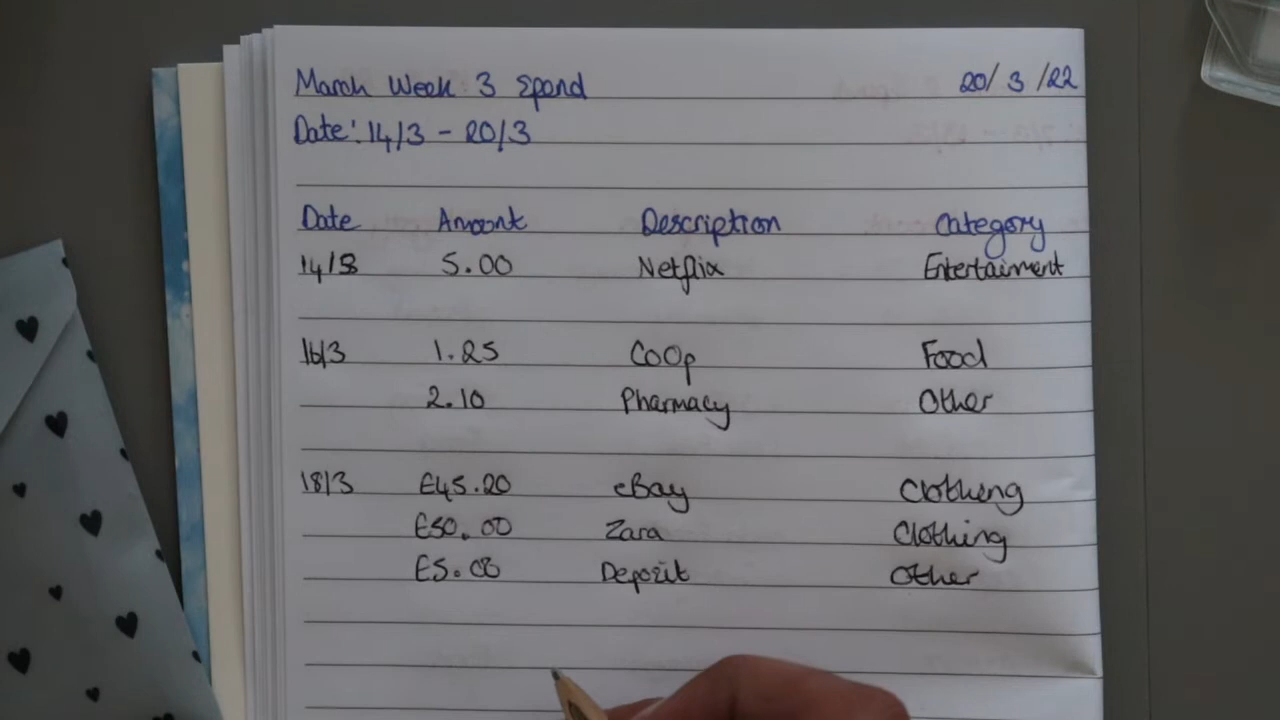 March Week 3 Spend 20/3/22
Date: 14/3 - 20/3
Date Amount Description Category
14/3 5.00 Netflix Entertaiment
16/3 1.25 CoOp Food
2.10 Pharmacy Other
18/3 £45.20 eBay Clothing
£50.00 Zara Clothing
£5.00 Deposit Other